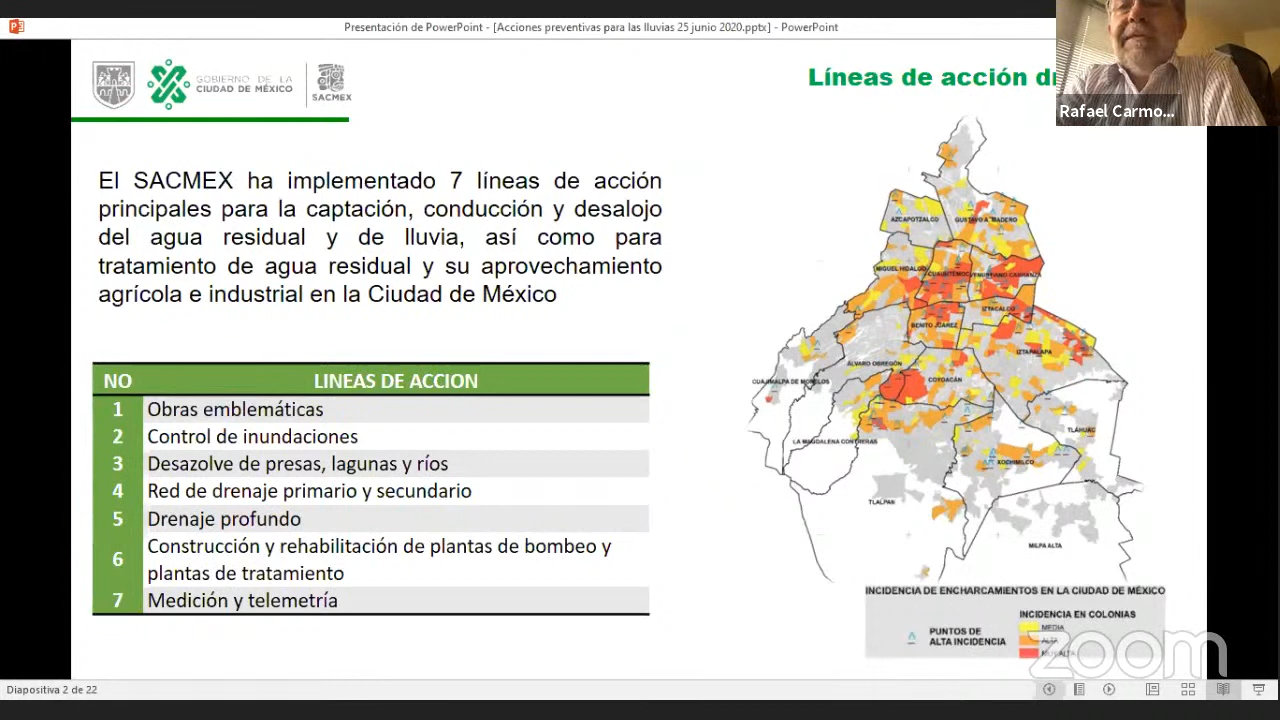 Presentación de PowerPoint - [Acciones preventivas para las lluvias 25 junio 2020.pptx] - PowerPoint
GOBIERNO DE LA
CIUDAD DE MÉXICO
SACMEX
Líneas de acción
Rafael Carmo...
El SACMEX ha implementado 7 líneas de acción
principales para la captación, conducción y desalojo
del agua residual y de lluvia, así como para
tratamiento de agua residual y su aprovechamiento
agrícola e industrial en la Ciudad de México
NO LINEAS DE ACCION
1 Obras emblemáticas
2 Control de inundaciones
3 Desazolve de presas, lagunas y ríos
4 Red de drenaje primario y secundario
5 Drenaje profundo
6 Construcción y rehabilitación de plantas de bombeo y
plantas de tratamiento
7 Medición y telemetría
AZCAPOTZALCO
GUSTAVO A. MADERO
MIGUEL HIDALGO
CUAUHTÉMOC
VENUSTIANO CARRANZA
IZTACALCO
BENITO JUÁREZ
IZTAPALAPA
ÁLVARO OBREGÓN
COYOACÁN
CUAJIMALPA DE MORELOS
TLÁHUAC
LA MAGDALENA CONTRERAS
XOCHIMILCO
TLALPAN
MILPA ALTA
INCIDENCIA DE ENCHARCAMIENTOS EN LA CIUDAD DE MÉXICO
INCIDENCIA EN COLONIAS
PUNTOS DE
ALTA INCIDENCIA
MEDIA
ALTA
MUY ALTA
zoom
Diapositiva 2 de 22